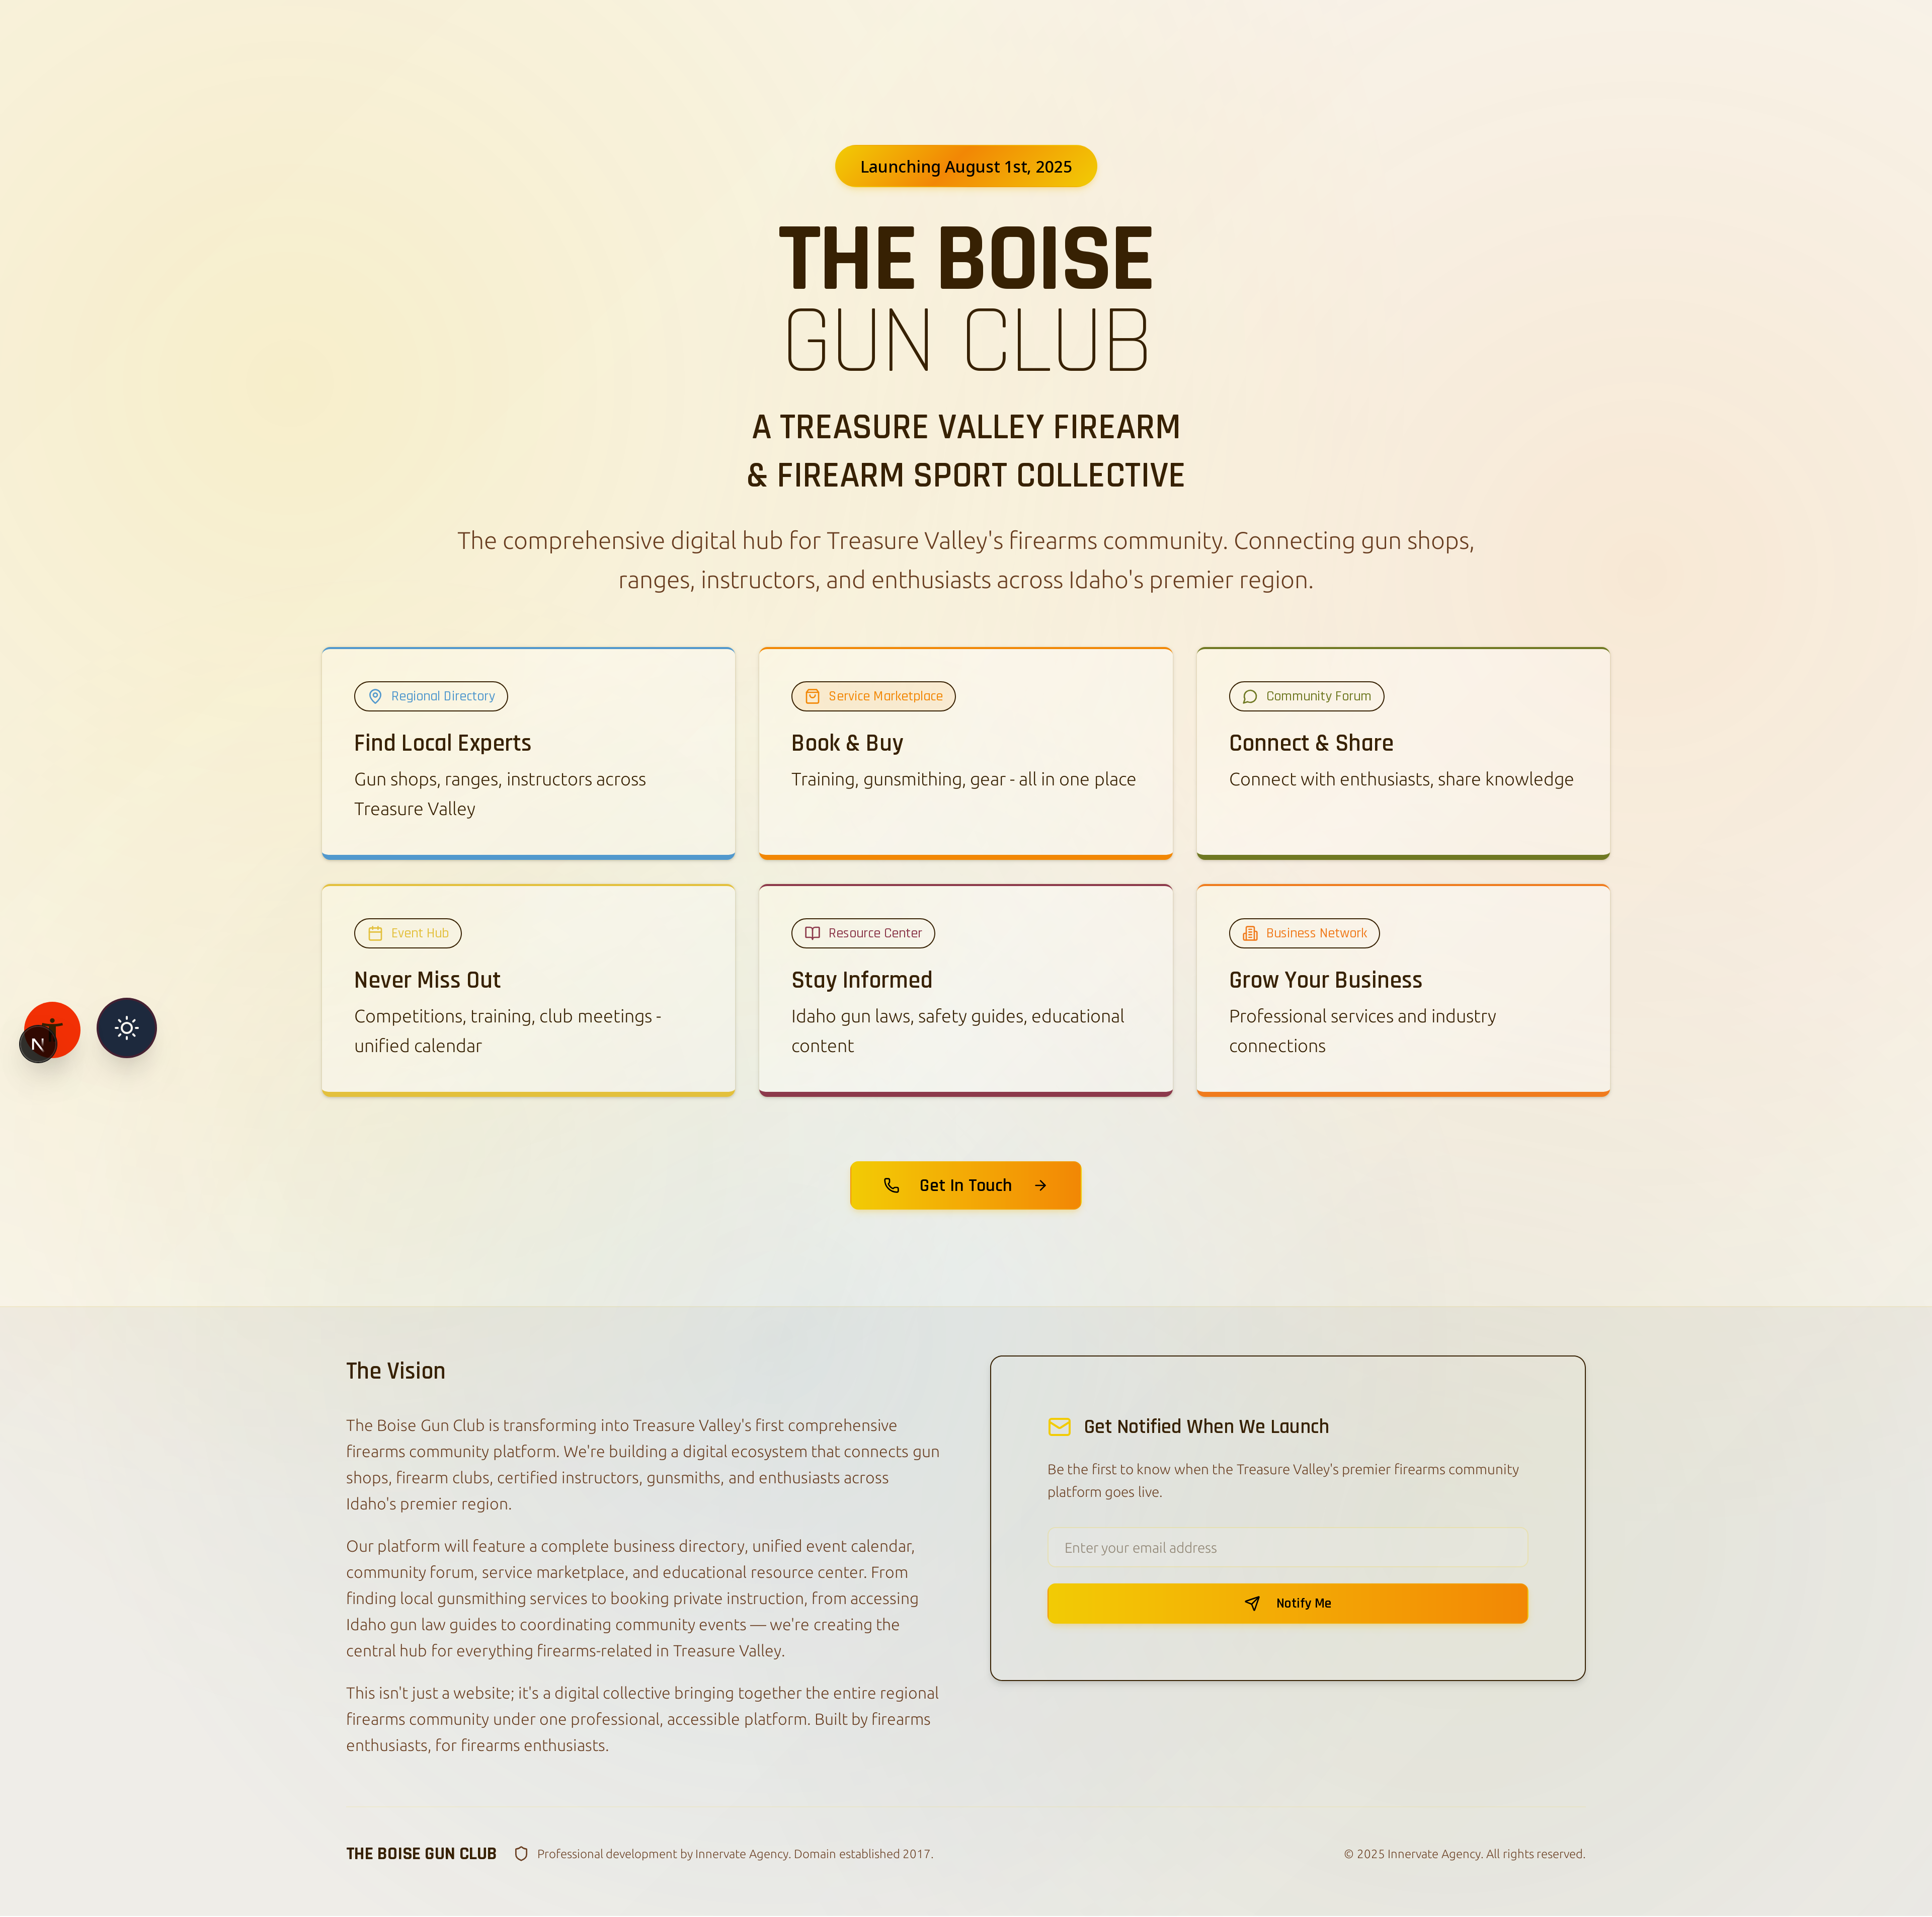 Launching August 1st, 2025
THE BOISE
GUN CLUB
A TREASURE VALLEY FIREARM
& FIREARM SPORT COLLECTIVE
The comprehensive digital hub for Treasure Valley's firearms community. Connecting gun shops,
ranges, instructors, and enthusiasts across Idaho's premier region.
Regional Directory
Find Local Experts
Gun shops, ranges, instructors across
Treasure Valley
Service Marketplace
Book & Buy
Training, gunsmithing, gear - all in one place
Community Forum
Connect & Share
Connect with enthusiasts, share knowledge
Event Hub
Never Miss Out
Competitions, training, club meetings -
unified calendar
Resource Center
Stay Informed
Idaho gun laws, safety guides, educational
content
Business Network
Grow Your Business
Professional services and industry
connections
N
Get In Touch
The Vision
The Boise Gun Club is transforming into Treasure Valley's first comprehensive
firearms community platform. We're building a digital ecosystem that connects gun
shops, firearm clubs, certified instructors, gunsmiths, and enthusiasts across
Idaho's premier region.
Our platform will feature a complete business directory, unified event calendar,
community forum, service marketplace, and educational resource center. From
finding local gunsmithing services to booking private instruction, from accessing
Idaho gun law guides to coordinating community events — we're creating the
central hub for everything firearms-related in Treasure Valley.
This isn't just a website; it's a digital collective bringing together the entire regional
firearms community under one professional, accessible platform. Built by firearms
enthusiasts, for firearms enthusiasts.
Get Notified When We Launch
Be the first to know when the Treasure Valley's premier firearms community
platform goes live.
Enter your email address
Notify Me
THE BOISE GUN CLUB
Professional development by Innervate Agency. Domain established 2017.
© 2025 Innervate Agency. All rights reserved.